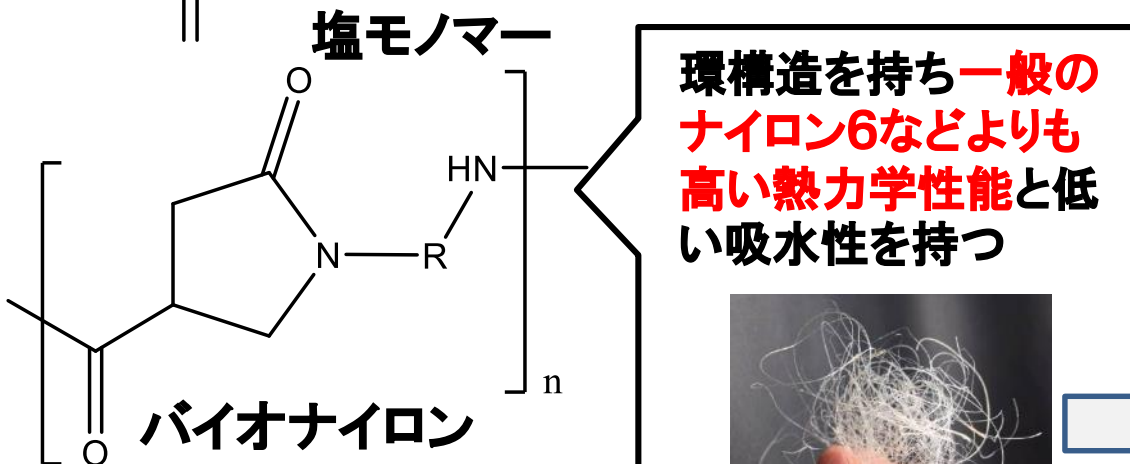 塩モノマー
O
HN
N
R
n
O
バイオナイロン
環構造を持ち一般の
ナイロン6などよりも
高い熱力学性能と低
い吸水性を持つ